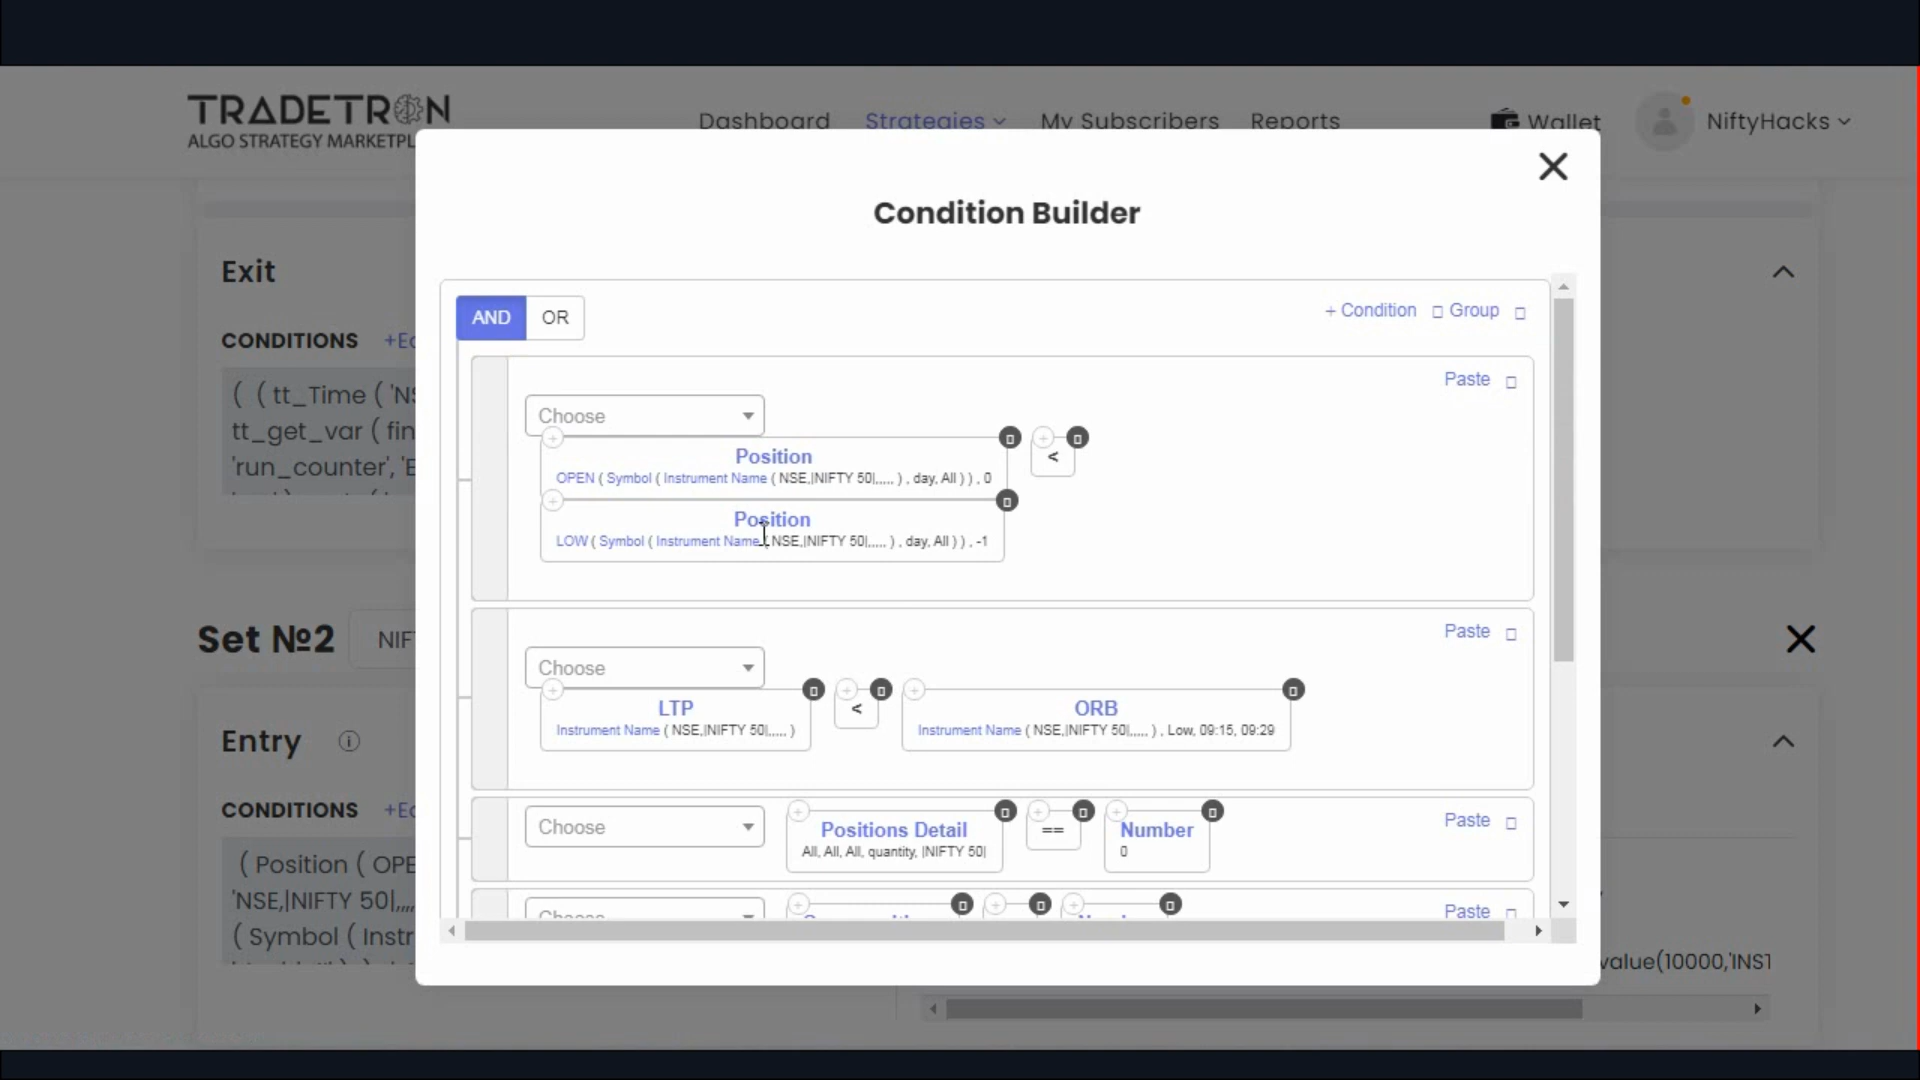 TRADETRON
ALGO STRATEGY MARKETPL
Dashboard Strategies My Subscribers Reports Wallet NiftyHacks
Condition Builder
Exit
AND OR + Condition Group
CONDITIONS
( ( tt_Time ( 'NS
tt_get_var ( fin
'run_counter', 'E
Paste
Choose
Position <
OPEN ( Symbol ( Instrument Name ( NSE,|NIFTY 50|,,,,, ) , day, All ) ) , 0
Position
LOW ( Symbol ( Instrument Name ( NSE,|NIFTY 50|,,,,, ) , day, All ) ) , -1
Set №2 NIF
Paste
Choose
LTP < ORB
Instrument Name ( NSE,|NIFTY 50|,,,,, ) Instrument Name ( NSE,|NIFTY 50|,,,,, ) , Low, 09:15, 09:29
Entry
CONDITIONS
Paste
Choose Positions Detail == Number
All, All, All, quantity, |NIFTY 50| 0
( Position ( OPE
'NSE,|NIFTY 50|,,,,
( Symbol ( Instr
Paste
Choose
value(10000,'INST